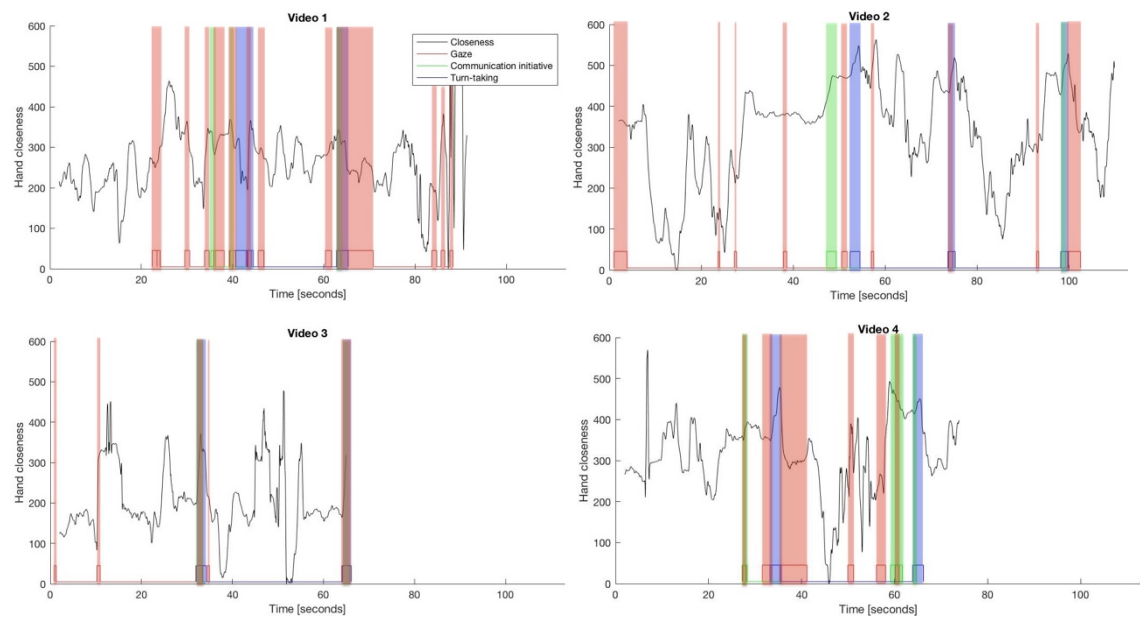 Video 1
600
500
400
300
200
100
0
Hand closeness
0 20 40 60 80 100
Time [seconds]
Closeness
Gaze
Communication initiative
Turn-taking
Video 2
600
500
400
300
200
100
0
Hand closeness
0 20 40 60 80 100
Time [seconds]
Video 3
600
500
400
300
200
100
0
Hand closeness
0 20 40 60 80 100
Time [seconds]
Video 4
600
500
400
300
200
100
0
Hand closeness
0 20 40 60 80 100
Time [seconds]